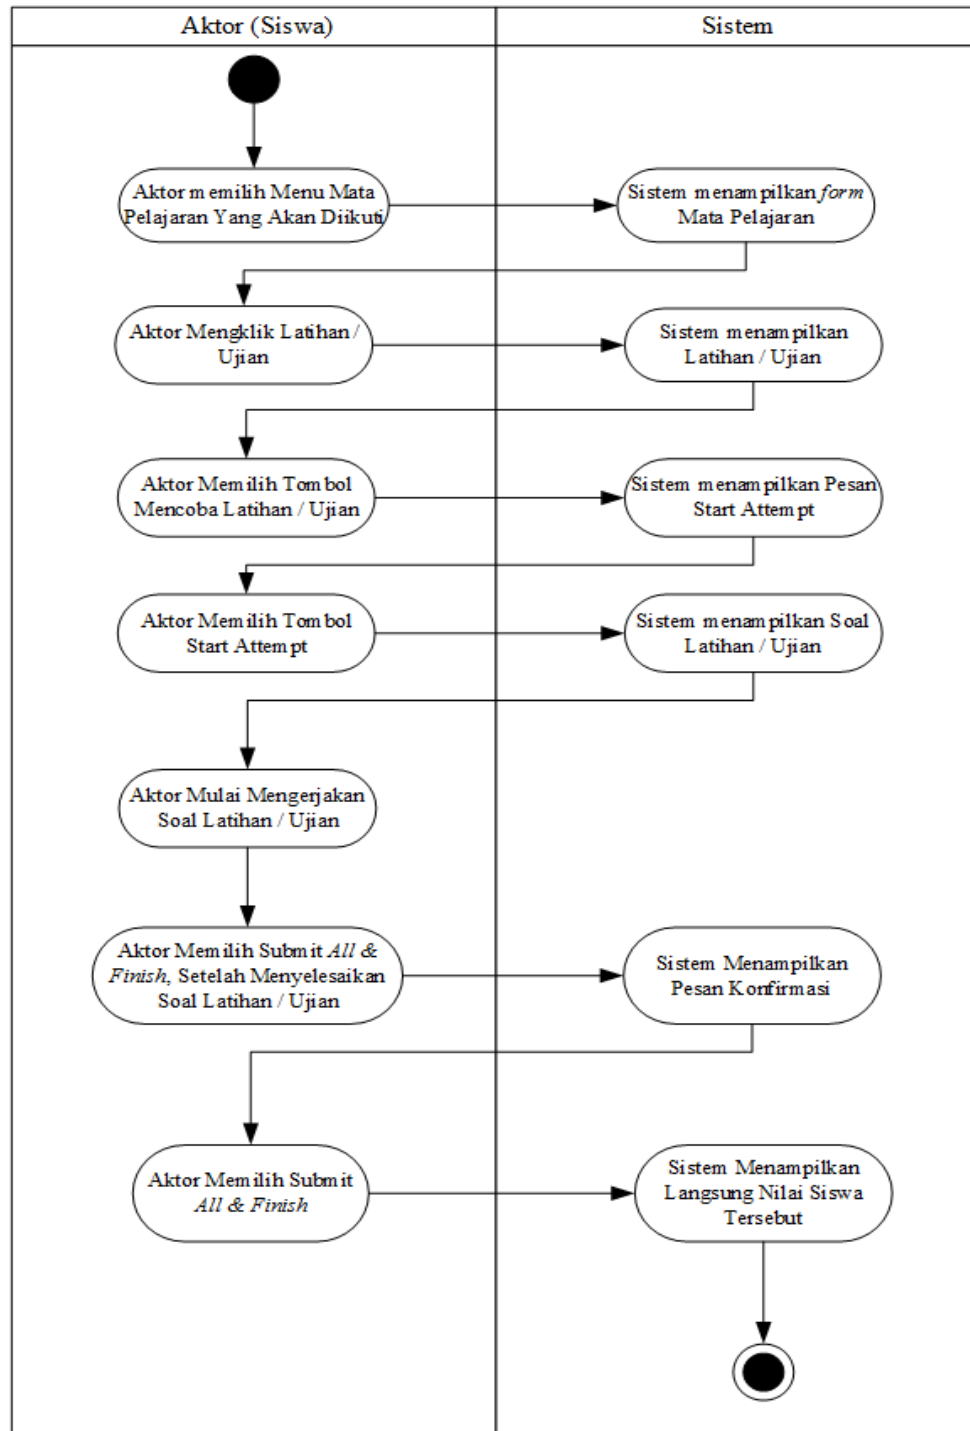 Aktor (Siswa)
Sistem
Aktor memilih Menu Mata
Pelajaran Yang Akan Diikuti
Sistem menampilkan form
Mata Pelajaran
Aktor Mengklik Latihan /
Ujian
Sistem menampilkan
Latihan / Ujian
Aktor Memilih Tombol
Mencoba Latihan / Ujian
Sistem menampilkan Pesan
Start Attempt
Aktor Memilih Tombol
Start Attempt
Sistem menampilkan Soal
Latihan / Ujian
Aktor Mulai Mengerjakan
Soal Latihan / Ujian
Aktor Memilih Submit All &
Finish, Setelah Menyelesaikan
Soal Latihan / Ujian
Sistem Menampilkan
Pesan Konfirmasi
Aktor Memilih Submit
All & Finish
Sistem Menampilkan
Langsung Nilai Siswa
Tersebut